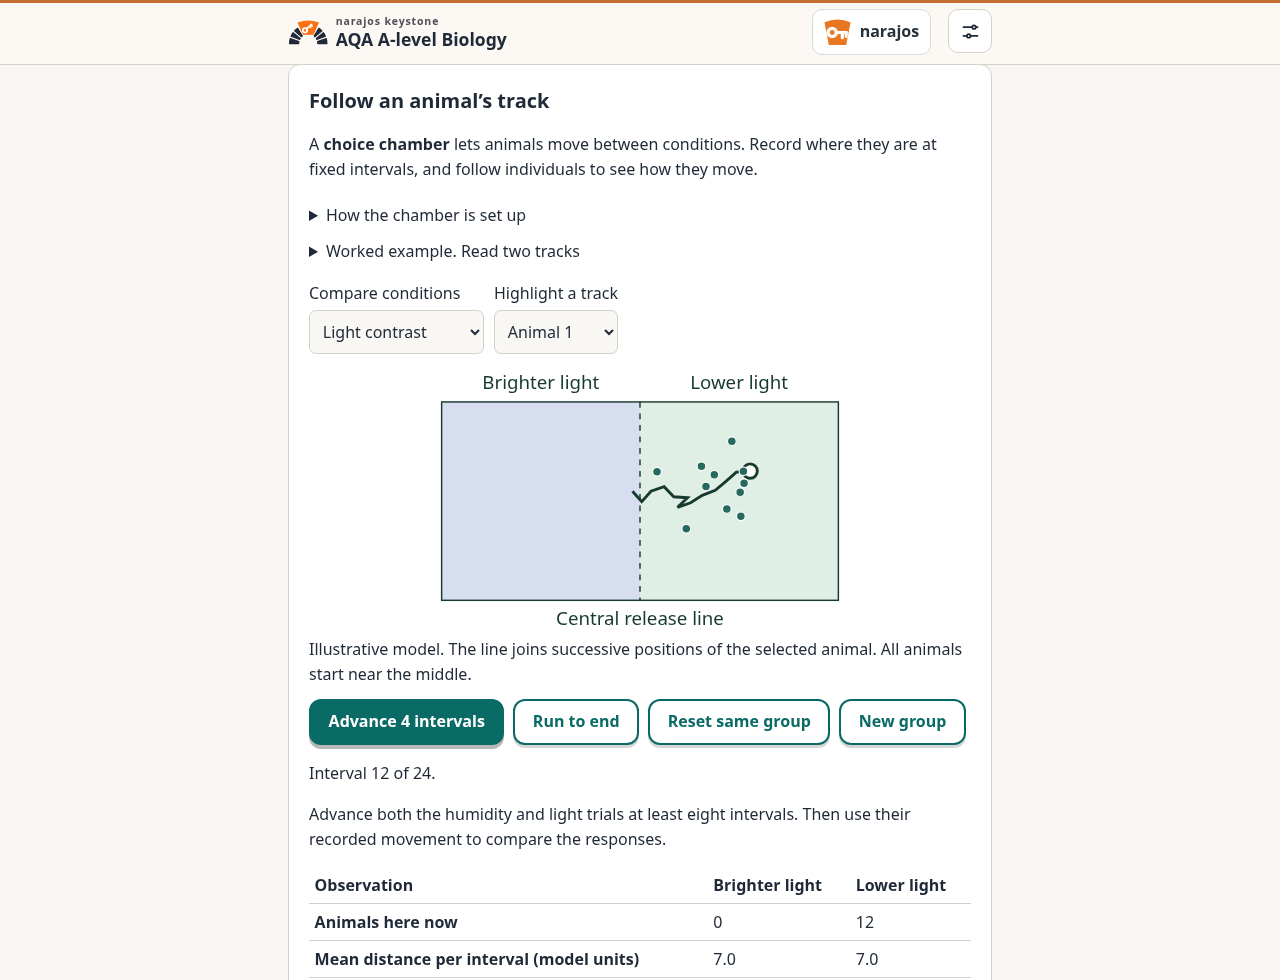 narajos keystone
AQA A-level Biology
narajos
Follow an animal’s track
A choice chamber lets animals move between conditions. Record where they are at
fixed intervals, and follow individuals to see how they move.
How the chamber is set up
Worked example. Read two tracks
Compare conditions
Highlight a track
Light contrast
Animal 1
Brighter light
Lower light
Central release line
Illustrative model. The line joins successive positions of the selected animal. All animals
start near the middle.
Advance 4 intervals
Run to end
Reset same group
New group
Interval 12 of 24.
Advance both the humidity and light trials at least eight intervals. Then use their
recorded movement to compare the responses.
Observation Brighter light Lower light
Animals here now 0 12
Mean distance per interval (model units) 7.0 7.0